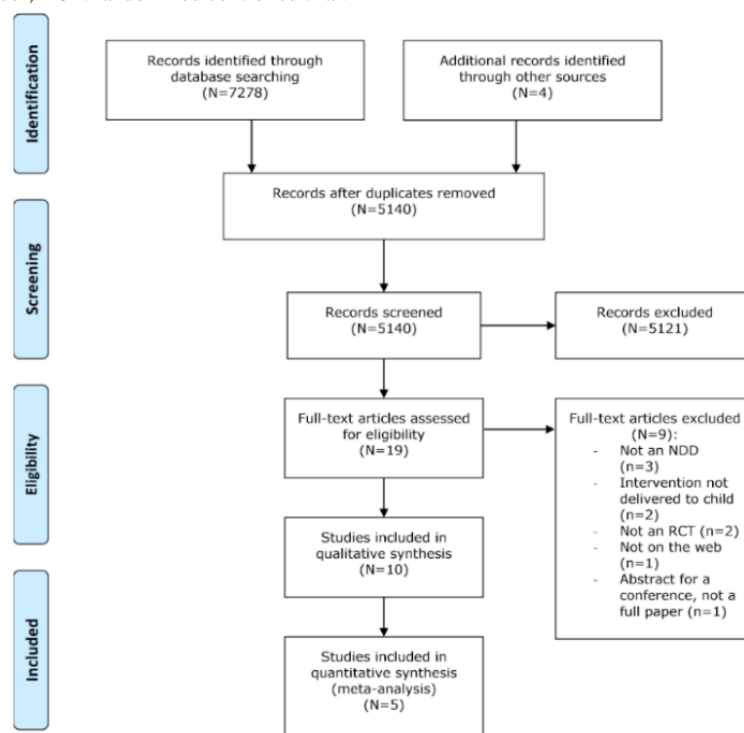 Identification
Records identified through
database searching
(N=7278)
Additional records identified
through other sources
(N=4)
Records after duplicates removed
(N=5140)
Screening
Records screened
(N=5140)
Records excluded
(N=5121)
Eligibility
Full-text articles assessed
for eligibility
(N=19)
Full-text articles excluded
(N=9):
- Not an NDD
(n=3)
- Intervention not
delivered to child
(n=2)
- Not an RCT (n=2)
- Not on the web
(n=1)
- Abstract for a
conference, not a
full paper (n=1)
Studies included in
qualitative synthesis
(N=10)
Included
Studies included in
quantitative synthesis
(meta-analysis)
(N=5)